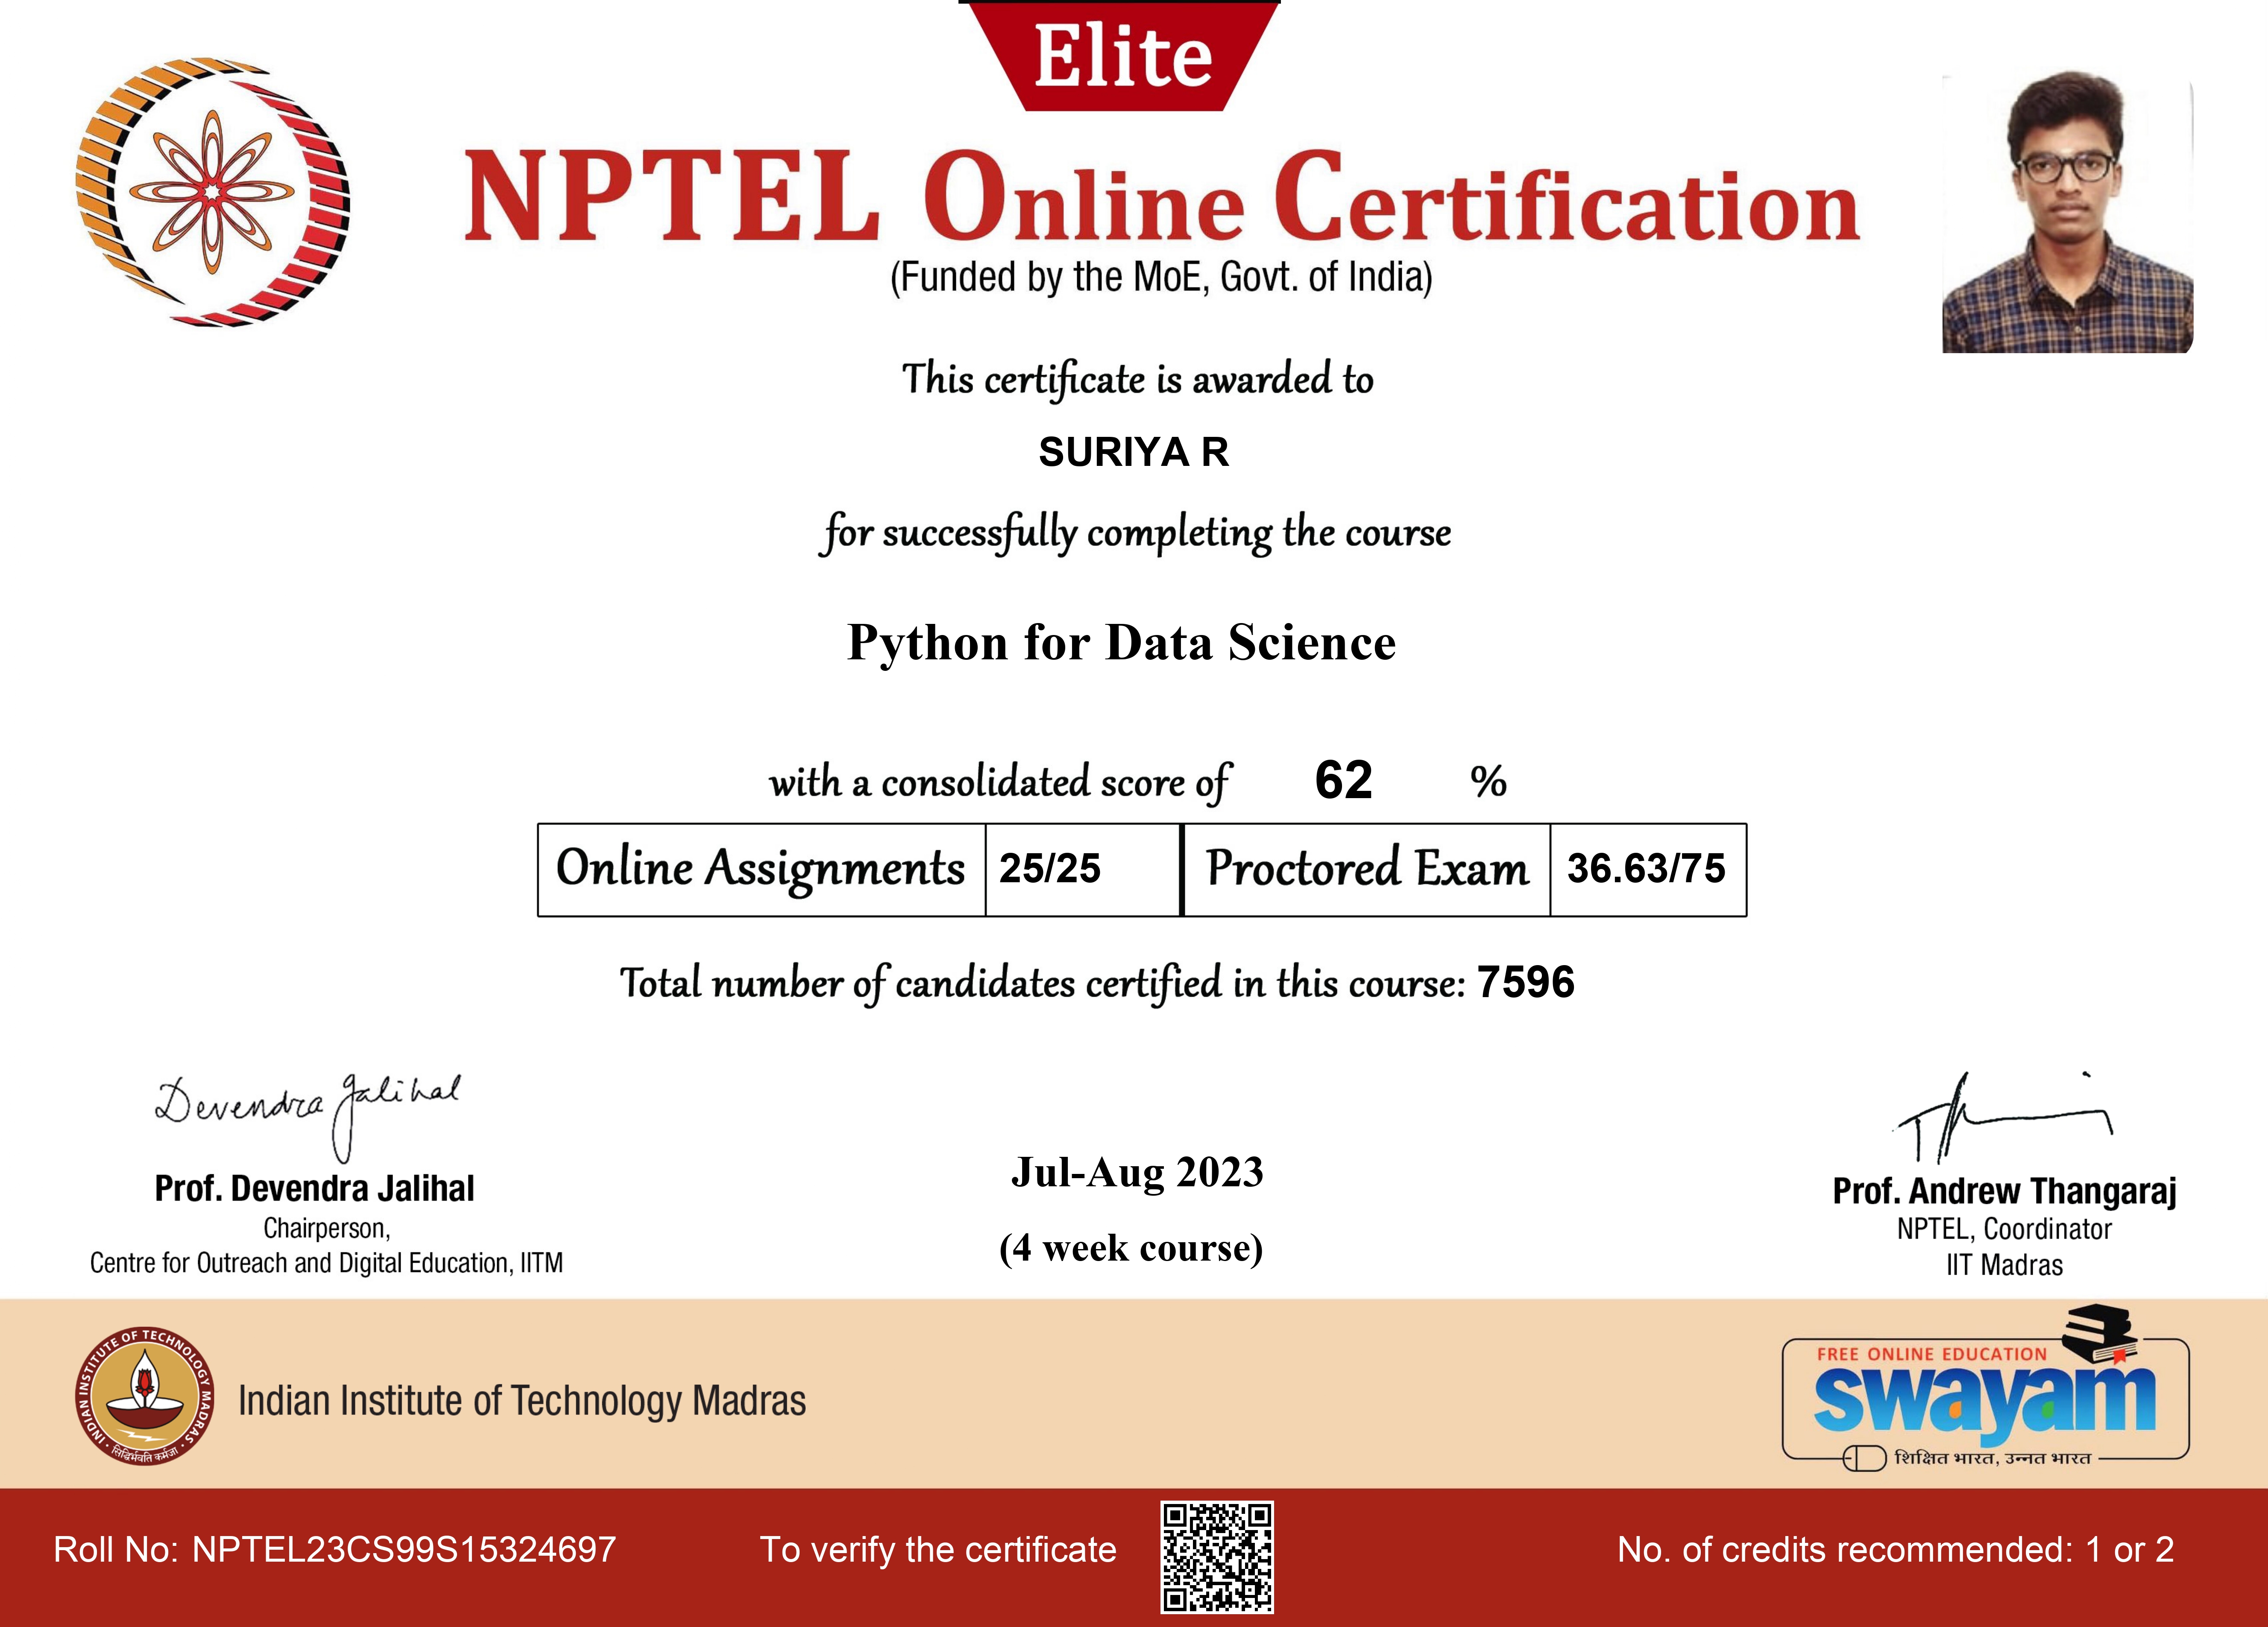 Elite
NPTEL Online Certification
(Funded by the MoE, Govt. of India)
This certificate is awarded to
SURIYA R
for successfully completing the course
Python for Data Science
with a consolidated score of 62 %
Online Assignments 25/25 Proctored Exam 36.63/75
Total number of candidates certified in this course: 7596
Devendra Jalihal
Prof. Devendra Jalihal
Chairperson,
Centre for Outreach and Digital Education, IITM
Jul-Aug 2023
(4 week course)
Prof. Andrew Thangaraj
NPTEL, Coordinator
IIT Madras
INDIAN INSTITUTE OF TECHNOLOGY MADRAS
सिद्धिर्भवति कर्मजा
Indian Institute of Technology Madras
FREE ONLINE EDUCATION
swayam
शिक्षित भारत, उन्नत भारत
Roll No: NPTEL23CS99S15324697
To verify the certificate
No. of credits recommended: 1 or 2